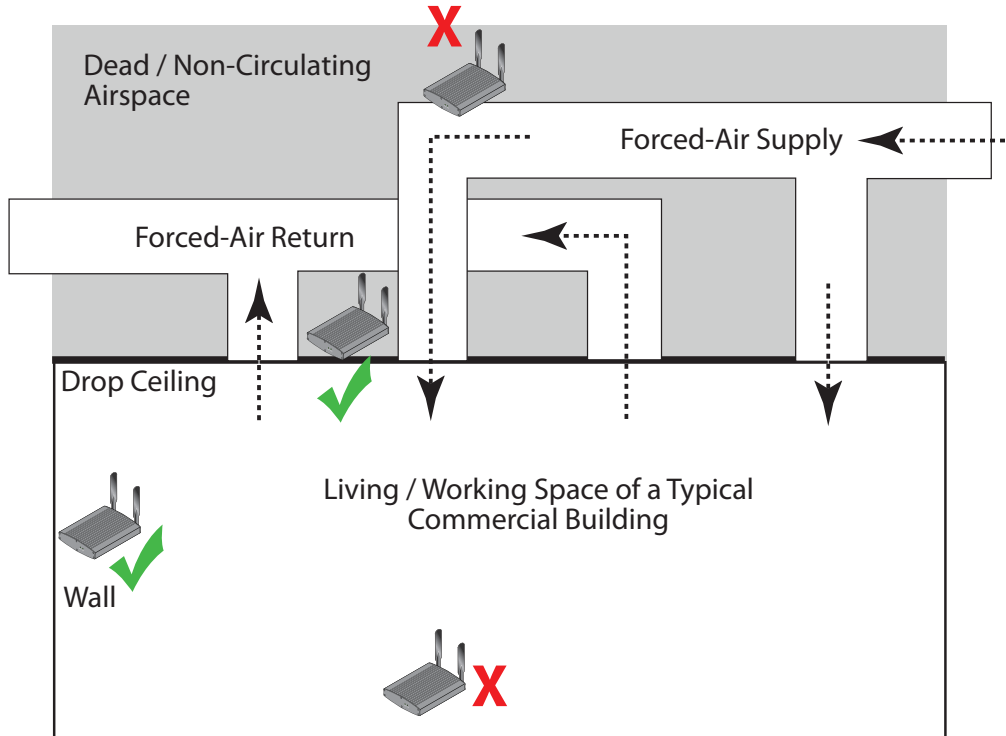 X
Dead / Non-Circulating
Airspace
Forced-Air Supply
Forced-Air Return
Drop Ceiling
Living / Working Space of a Typical
Commercial Building
Wall
X